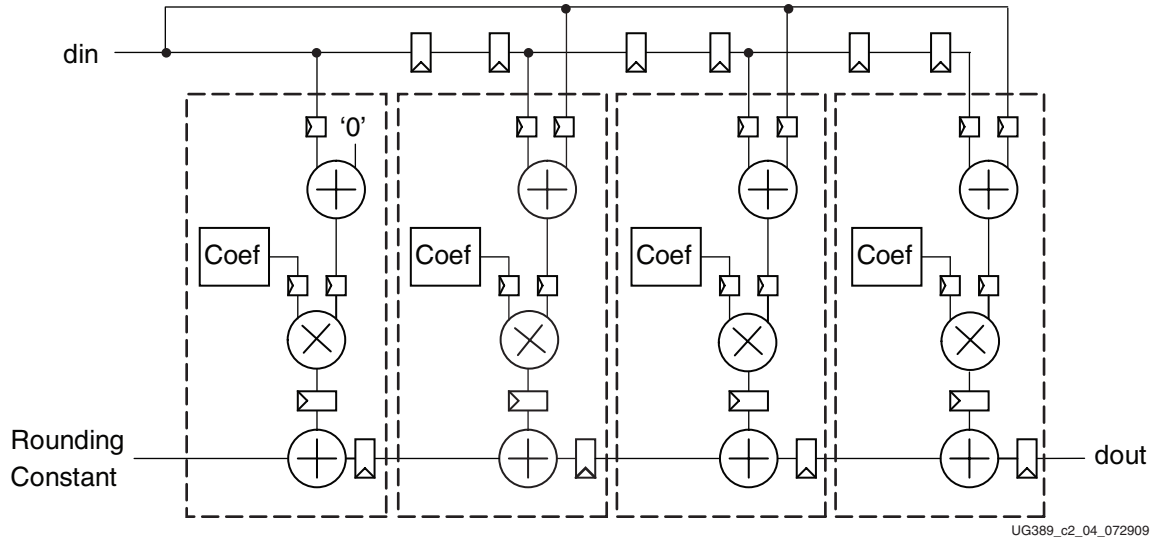 din
‘0’
Coef
Coef
Coef
Coef
Rounding
Constant
dout
UG389_c2_04_072909